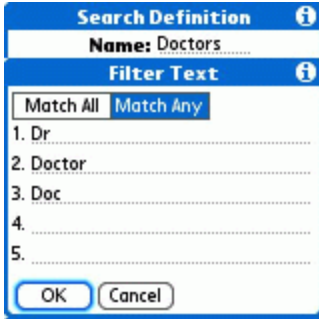 Search Definition
Name: Doctors
Filter Text
Match All Match Any
1. Dr
2. Doctor
3. Doc
4.
5.
OK Cancel